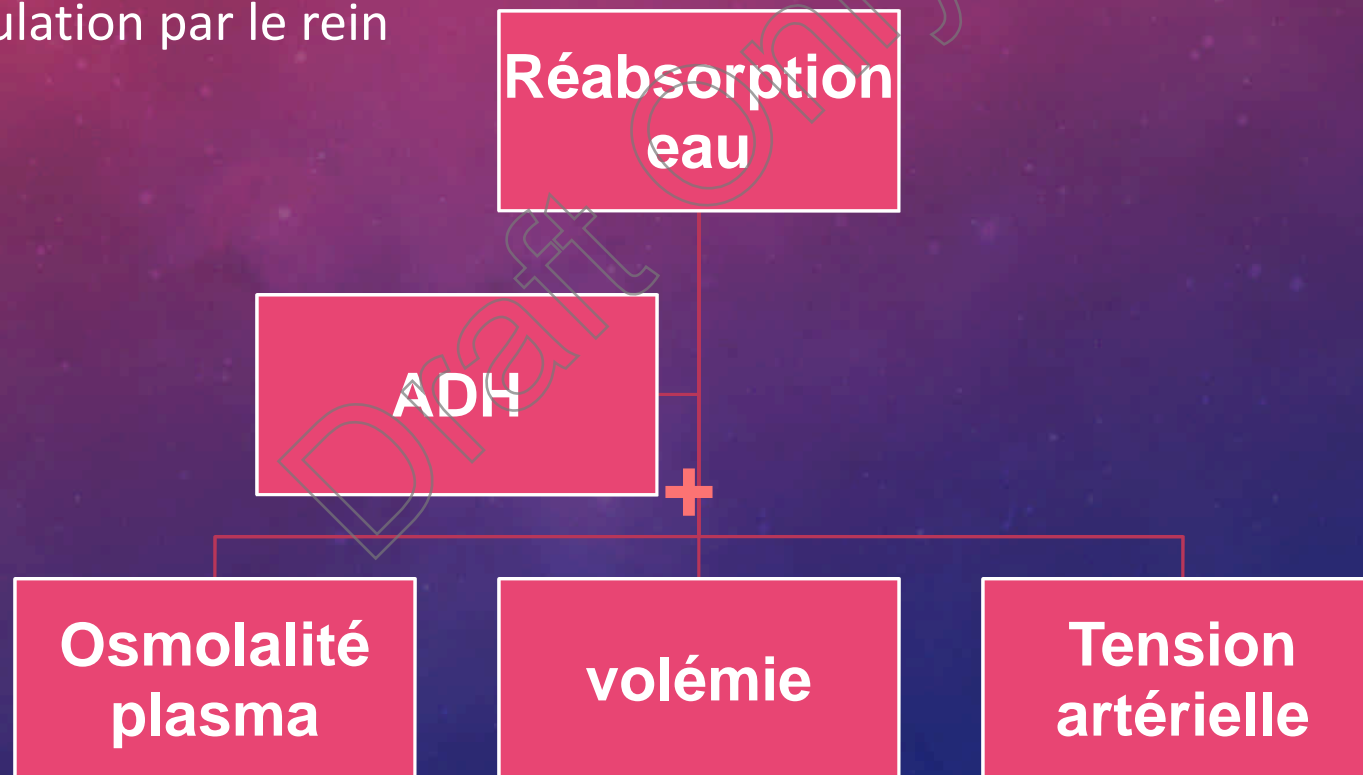 ulation par le rein
Réabsorption
eau
ADH
Osmolalité
plasma
volémie
Tension
artérielle
Draft Only